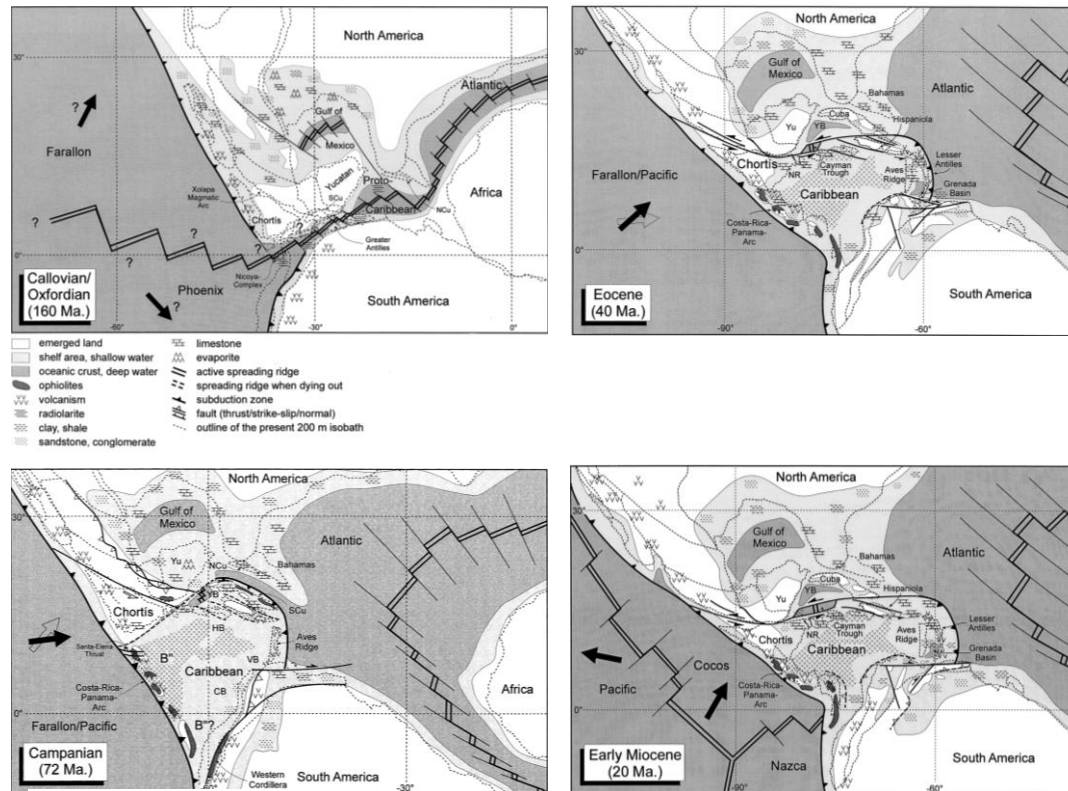 North America
30°
Gulf of
Mexico
Atlantic
?
Farallon
Yucatan
Proto
Caribbean
Africa
Xolapa
Magmatic
Arc
SCu
NCu
Chortis
?
?
?
?
?
?
Greater
Antilles
0°
Nicoya-
Complex
Phoenix
?
South America
Callovian/
Oxfordian
(160 Ma.)
-60°
-30°
0°
North America
30°
Gulf of
Mexico
Atlantic
Bahamas
Cuba
Hispaniola
Yu
YB
Chortis
NR
Cayman
Trough
Lesser
Antilles
Aves
Ridge
Farallon/Pacific
Caribbean
Grenada
Basin
Costa-Rica-
Panama-
Arc
0°
South America
Eocene
(40 Ma.)
-90°
-60°
emerged land
shelf area, shallow water
oceanic crust, deep water
ophiolites
volcanism
radiolarite
clay, shale
sandstone, conglomerate
limestone
evaporite
active spreading ridge
spreading ridge when dying out
subduction zone
fault (thrust/strike-slip/normal)
outline of the present 200 m isobath
North America
30°
Gulf of
Mexico
Atlantic
Yu
NCu
Bahamas
YB
Chortis
SCu
HB
Santa-Elena
Thrust
Aves
Ridge
B"
Caribbean
VB
Costa-Rica-
Panama-
Arc
CB
Africa
0°
B"?
Farallon/Pacific
Campanian
(72 Ma.)
Western
Cordillera
South America
-60°
-30°
North America
30°
Gulf of
Mexico
Atlantic
Bahamas
Cuba
Hispaniola
Yu
YB
Chortis
NR
Cayman
Trough
Lesser
Antilles
Aves
Ridge
Caribbean
Grenada
Basin
Cocos
Pacific
Costa-Rica-
Panama-
Arc
0°
Early Miocene
(20 Ma.)
Nazca
South America
-90°
-60°